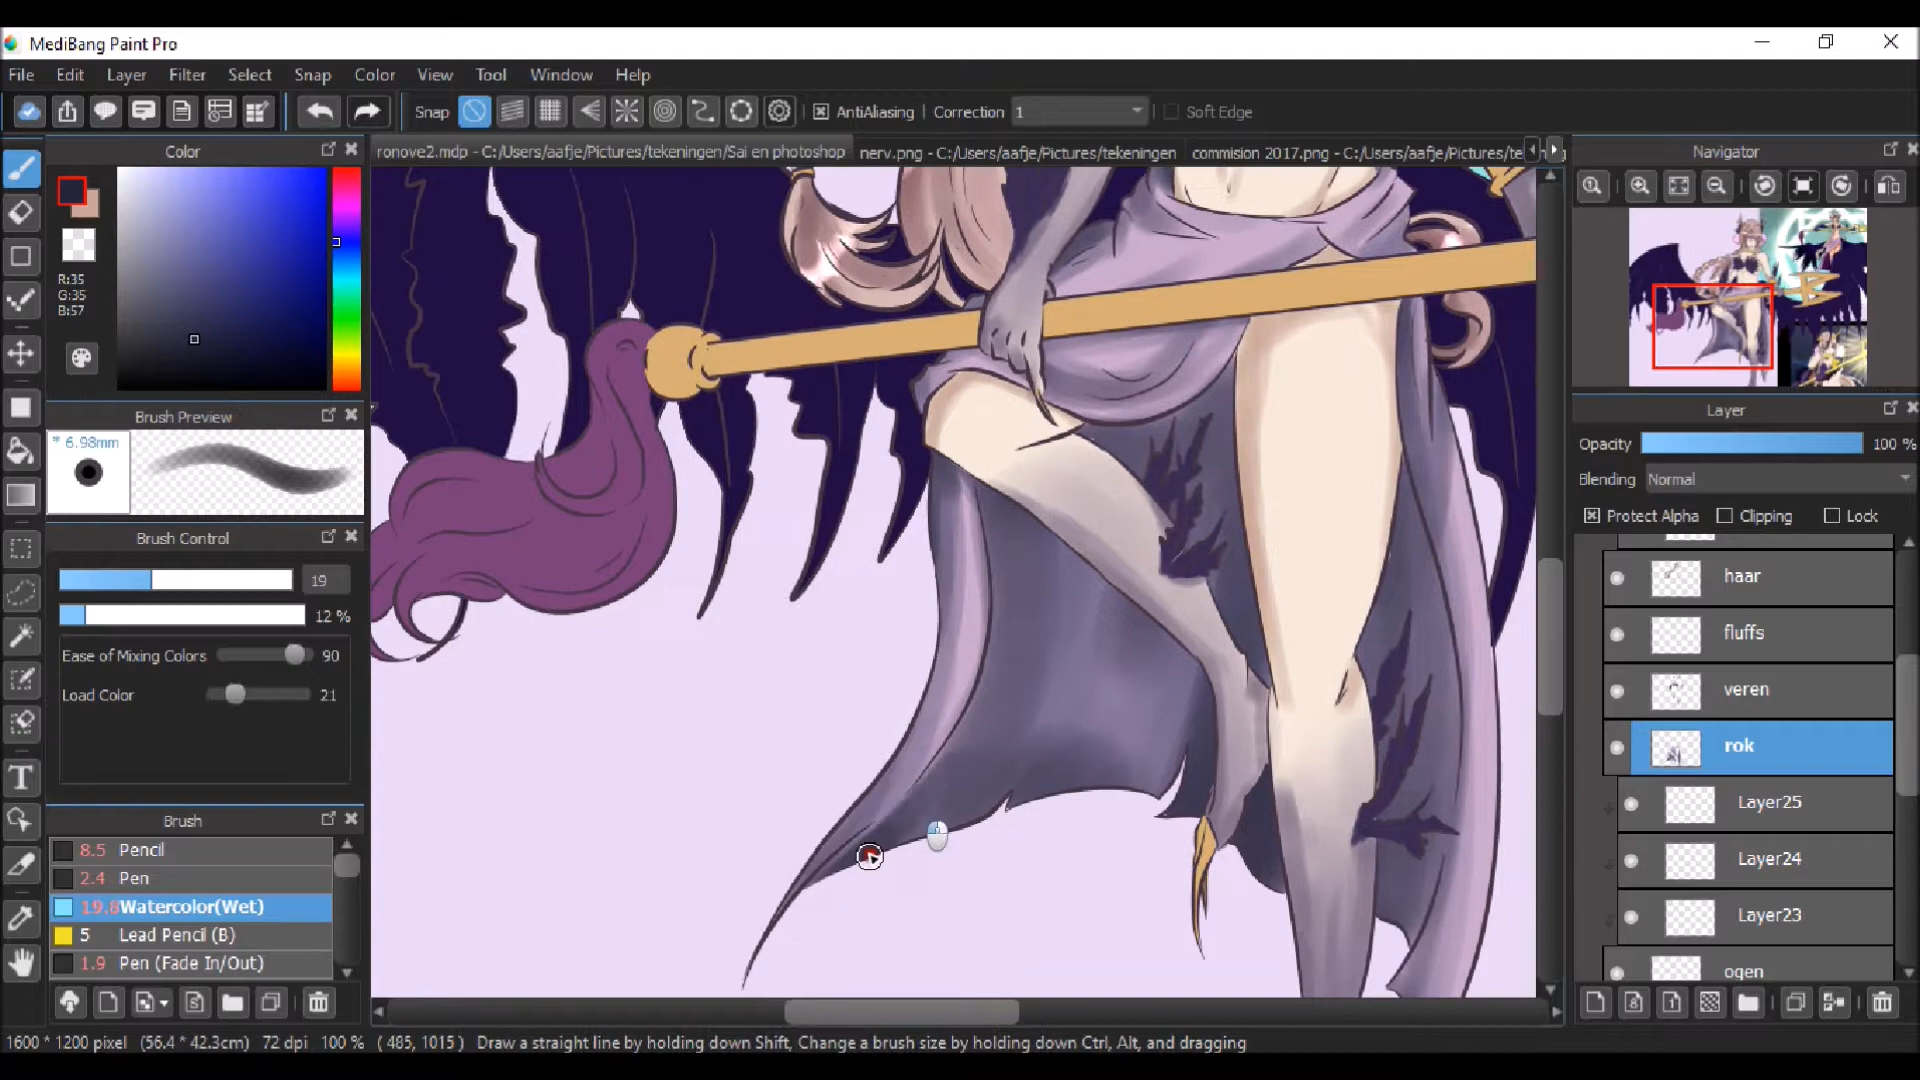 MediBang Paint Pro
File Edit Layer Filter Select Snap Color View Tool Window Help
Snap AntiAliasing Correction 1 Soft Edge
Color
ronove2.mdp - C:/Users/aafje/Pictures/tekeningen/Sai en photoshop
nerv.png - C:/Users/aafje/Pictures/tekeningen
commision 2017.png - C:/Users/aafje/Pictures/te
Navigator
R:35
G:35
B:57
Brush Preview
* 6.98mm
Brush Control
19
12 %
Ease of Mixing Colors 90
Load Color 21
Brush
8.5 Pencil
2.4 Pen
19.8 Watercolor(Wet)
5 Lead Pencil (B)
1.9 Pen (Fade In/Out)
Layer
Opacity 100 %
Blending Normal
Protect Alpha Clipping Lock
haar
fluffs
veren
rok
Layer25
Layer24
Layer23
ogen
1600 * 1200 pixel (56.4 * 42.3cm) 72 dpi 100 % ( 485, 1015 ) Draw a straight line by holding down Shift, Change a brush size by holding down Ctrl, Alt, and dragging